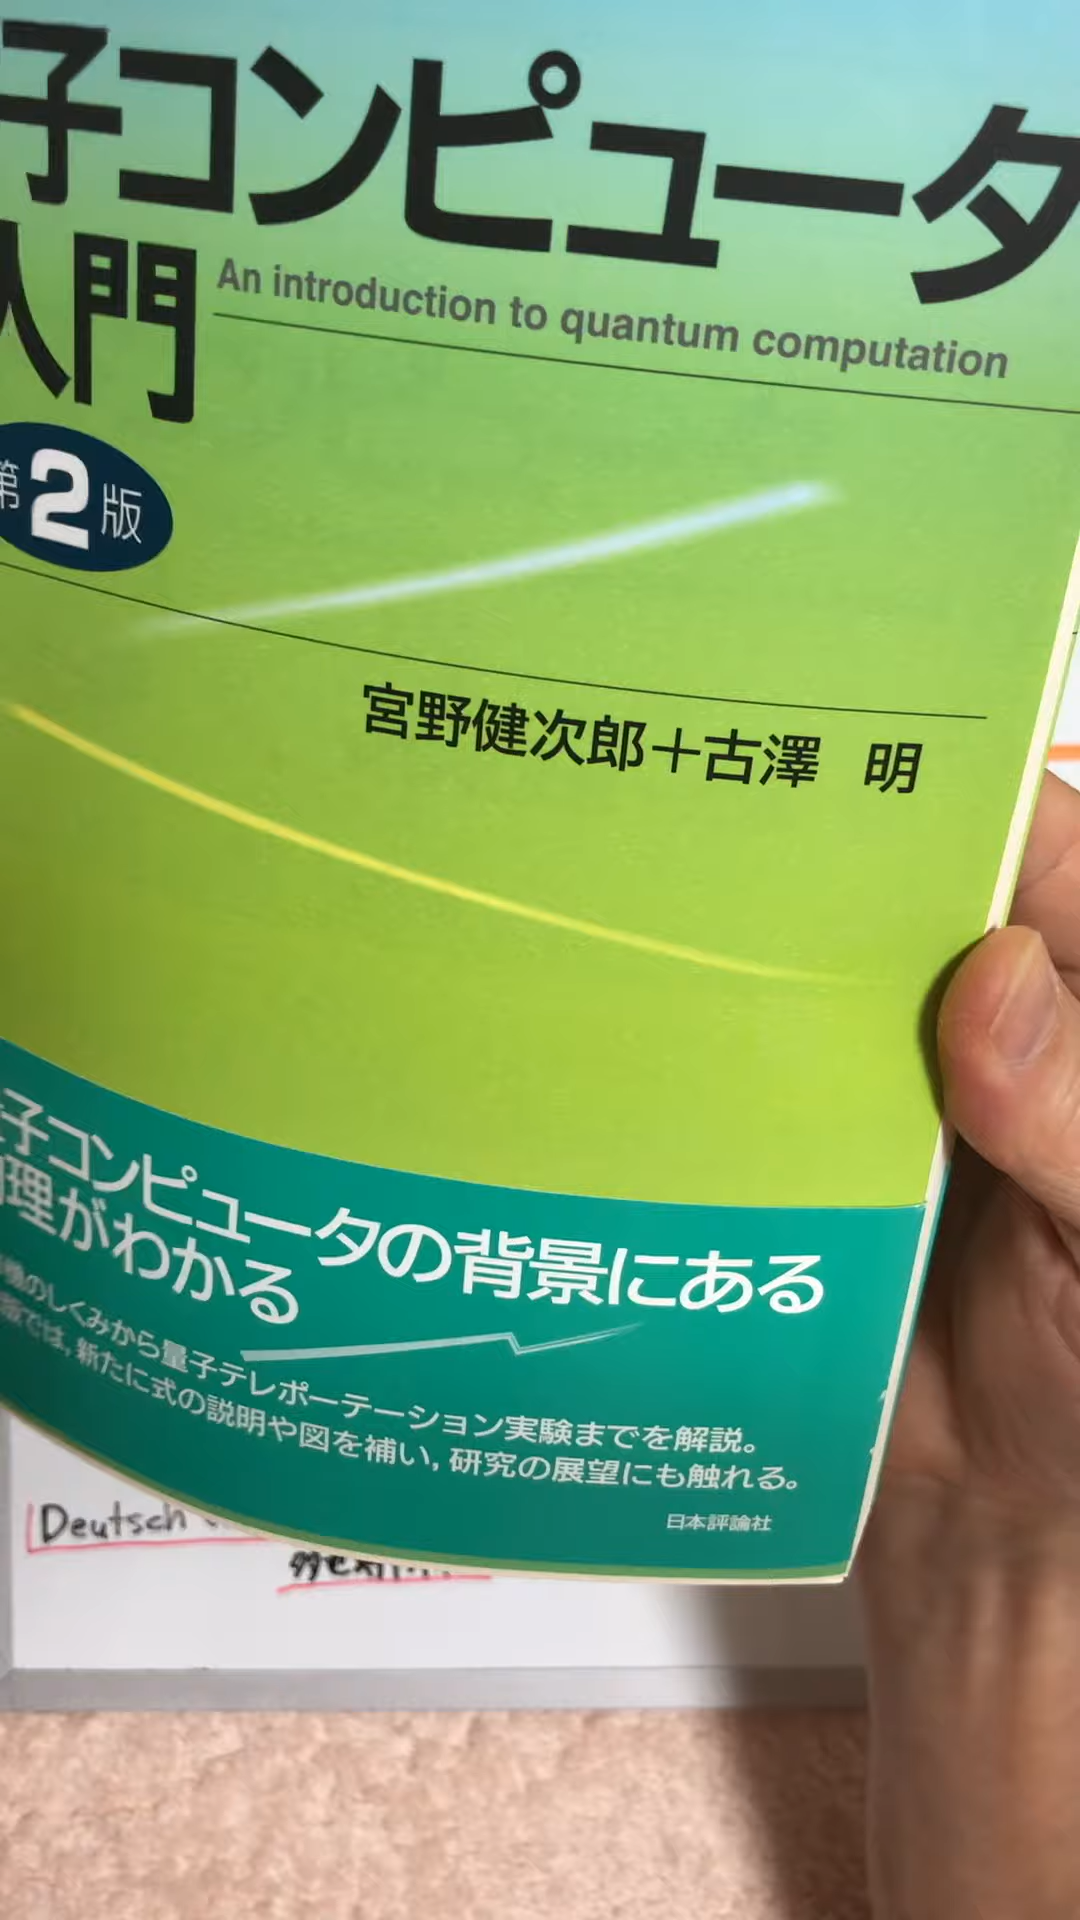 子コンピュータ
入門
An introduction to quantum computation
第2版
宮野健次郎＋古澤 明
子コンピュータの背景にある
理がわかる
機のしくみから量子テレポーテーション実験までを解説。
版では，新たに式の説明や図を補い，研究の展望にも触れる。
日本評論社
Deutsch